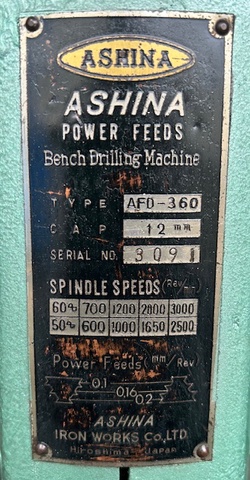 ASHINA
ASHINA
POWER FEEDS
Bench Drilling Machine
TYPE AFD-360
CAP 12 mm
SERIAL NO. 3091
SPINDLE SPEEDS (Rev
60% 700 1200 2000 3000
50% 600 1000 1650 2500
Power Feeds (mm/Rev)
0.1
0.16
0.2
ASHINA
IRON WORKS Co., LTD.
Hiroshima Japan